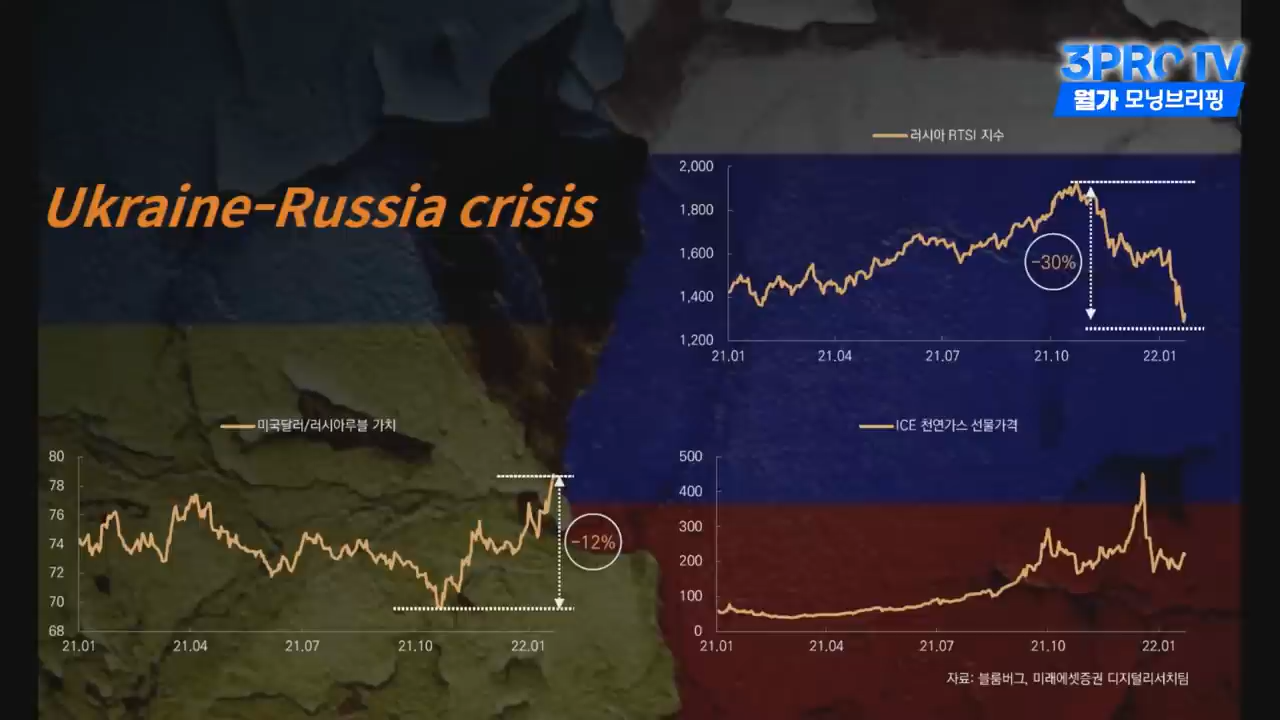 3PRO TV
월가 모닝브리핑
Ukraine-Russia crisis
러시아 RTSI 지수
2,000
1,800
1,600
1,400
1,200
-30%
21.01 21.04 21.07 21.10 22.01
미국달러/러시아루블 가치
80
78
76
74
72
70
68
-12%
21.01 21.04 21.07 21.10 22.01
ICE 천연가스 선물가격
500
400
300
200
100
0
21.01 21.04 21.07 21.10 22.01
자료: 블룸버그, 미래에셋증권 디지털리서치팀